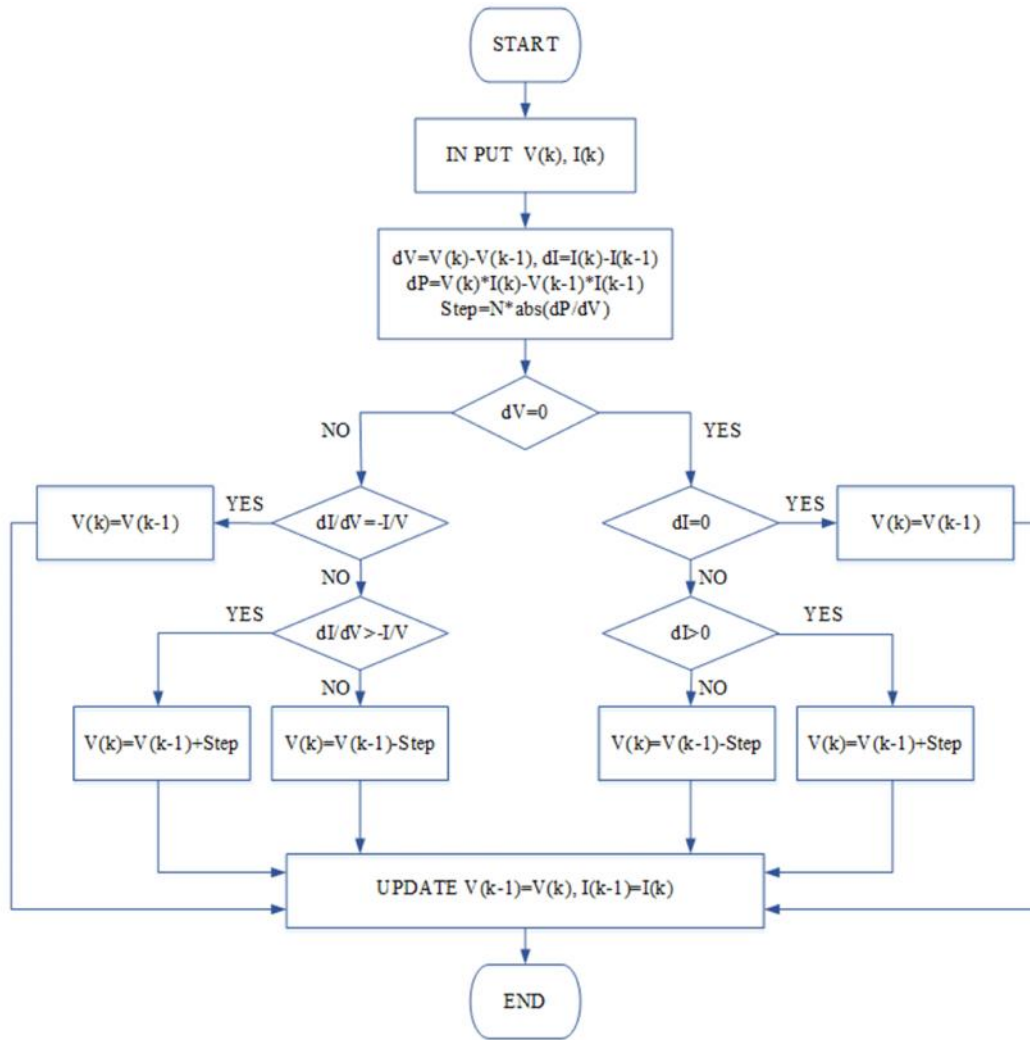 START
IN PUT  V(k), I(k)
dV=V(k)-V(k-1), dI=I(k)-I(k-1)
dP=V(k)*I(k)-V(k-1)*I(k-1)
Step=N*abs(dP/dV)
dV=0
NO
YES
V(k)=V(k-1)
YES
dI/dV=-I/V
dI=0
YES
V(k)=V(k-1)
NO
NO
YES
dI/dV>-I/V
dI>0
YES
NO
NO
V(k)=V(k-1)+Step
V(k)=V(k-1)-Step
V(k)=V(k-1)-Step
V(k)=V(k-1)+Step
UPDATE V(k-1)=V(k), I(k-1)=I(k)
END